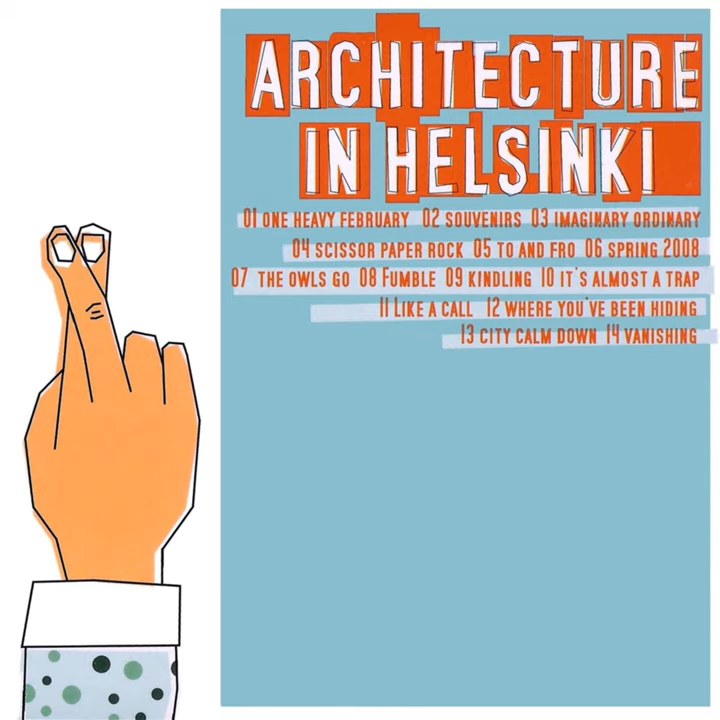 ARCHITECTURE
IN HELSINKI
01 ONE HEAVY FEBRUARY 02 SOUVENIRS 03 IMAGINARY ORDINARY
04 SCISSOR PAPER ROCK 05 TO AND FRO 06 SPRING 2008
07 THE OWLS GO 08 FUMBLE 09 KINDLING 10 IT'S ALMOST A TRAP
11 LIKE A CALL 12 WHERE YOU'VE BEEN HIDING
13 CITY CALM DOWN 14 VANISHING